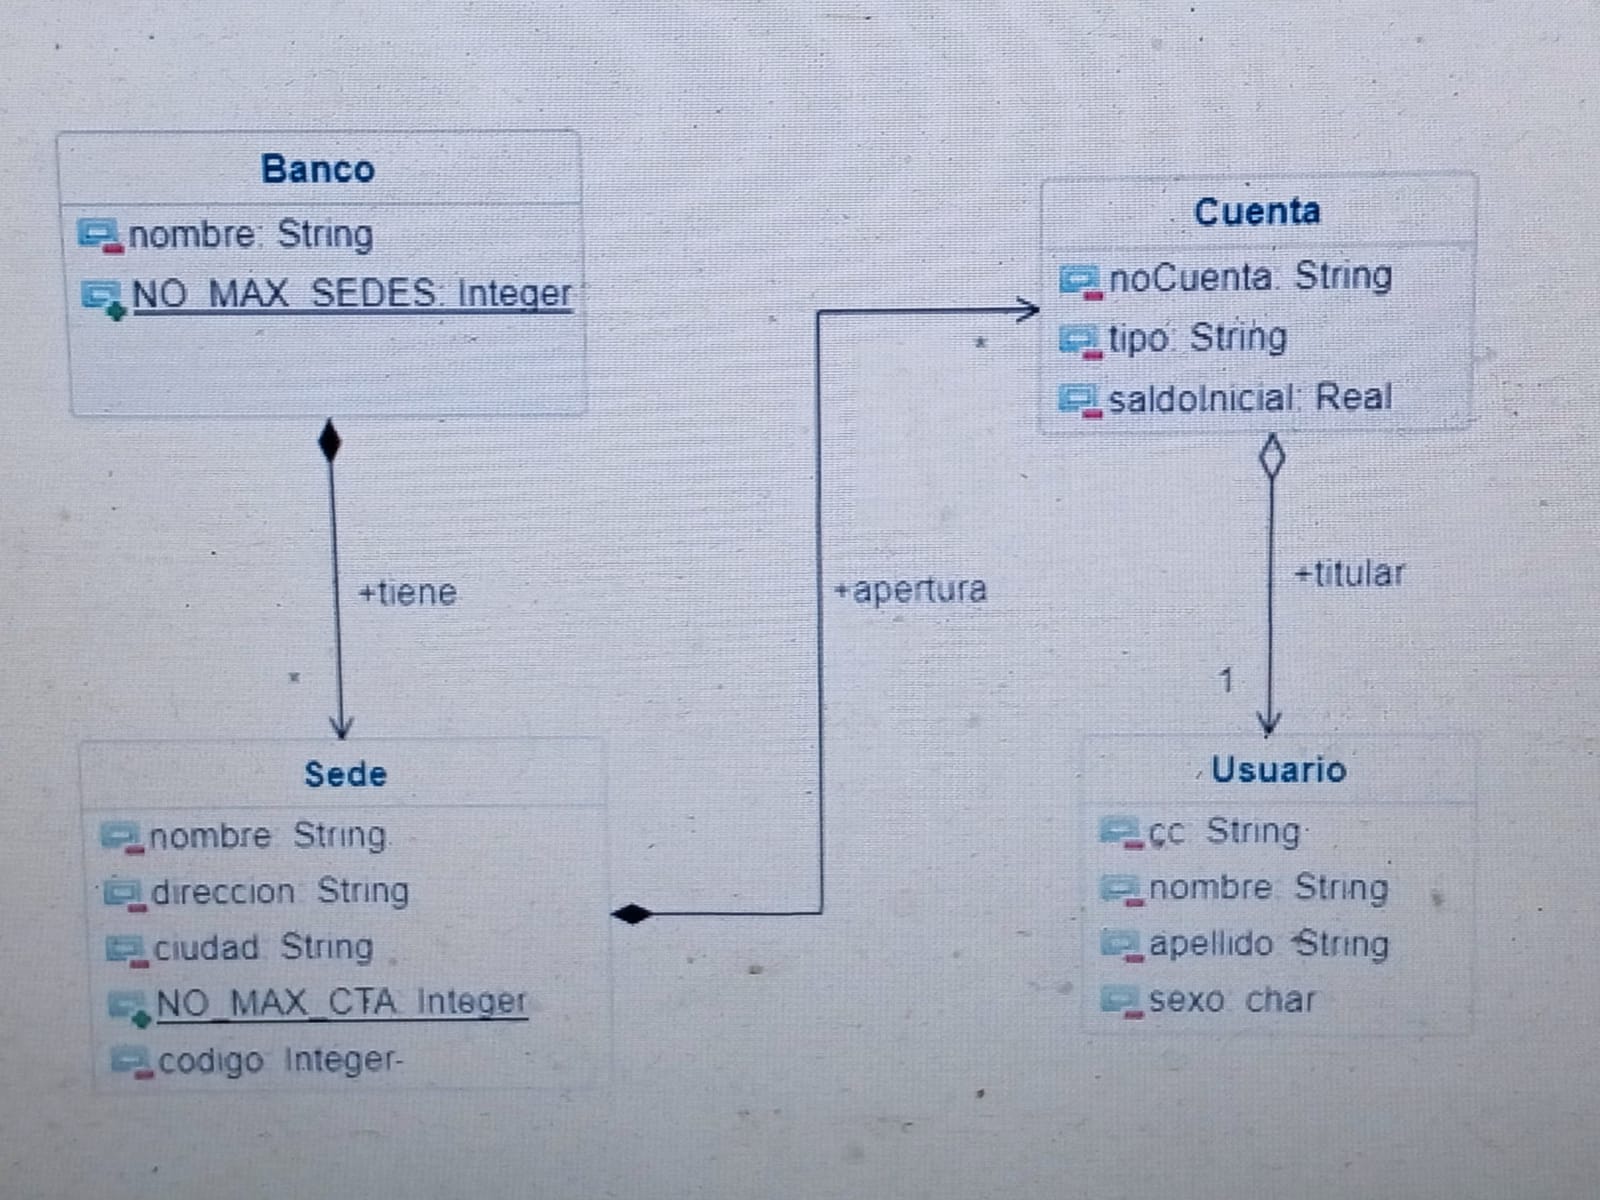 Banco
nombre: String
NO_MAX_SEDES: Integer
+tiene
*
Sede
nombre: String
direccion: String
ciudad: String
NO_MAX_CTA: Integer
codigo: Integer
+apertura
*
Cuenta
noCuenta: String
tipo: String
saldoInicial: Real
+titular
1
Usuario
cc: String
nombre: String
apellido: String
sexo: char